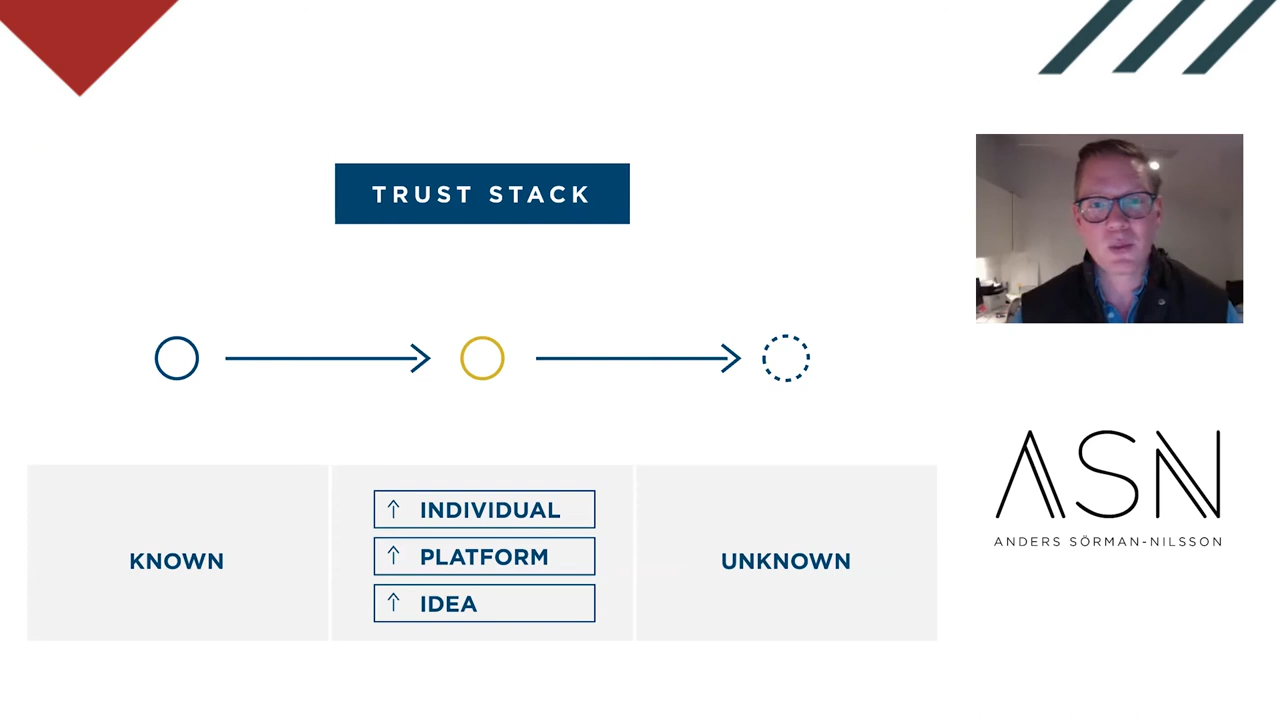 TRUST STACK
KNOWN
↑ INDIVIDUAL
↑ PLATFORM
↑ IDEA
UNKNOWN
ASN
ANDERS SÖRMAN-NILSSON